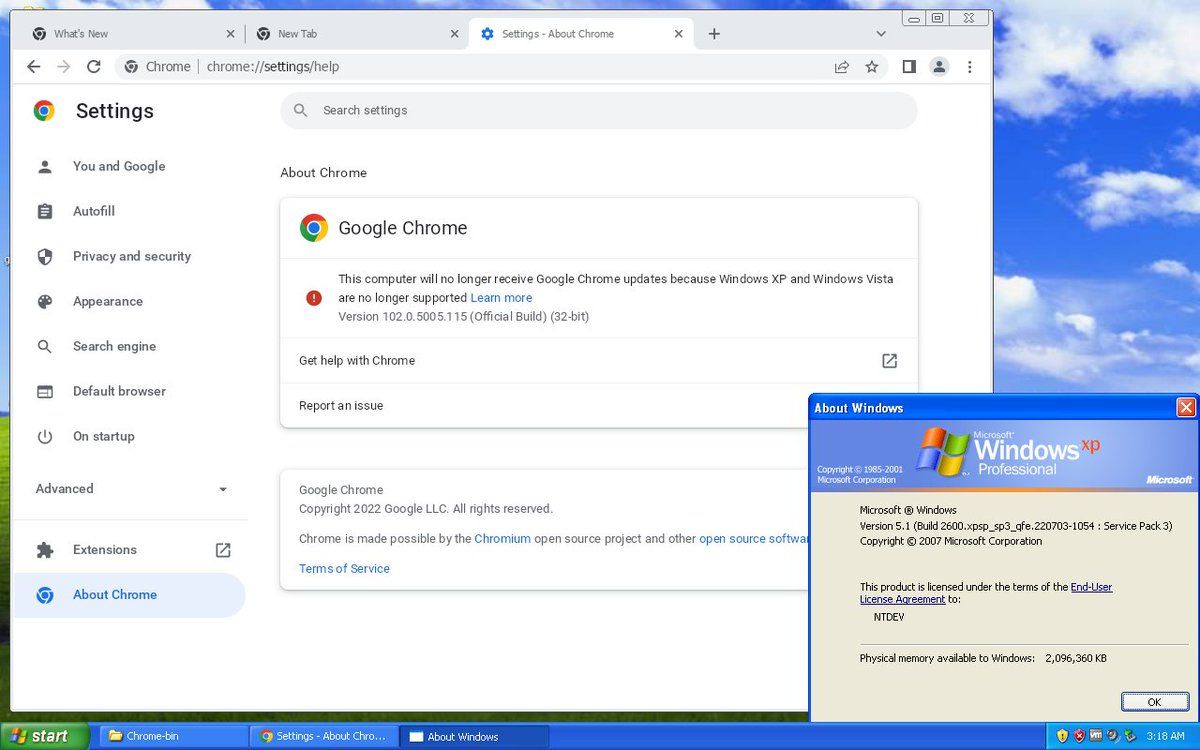 What's New
New Tab
Settings - About Chrome
Chrome
chrome://settings/help
Settings
Search settings
You and Google
Autofill
Privacy and security
Appearance
Search engine
Default browser
On startup
Advanced
Extensions
About Chrome
About Chrome
Google Chrome
This computer will no longer receive Google Chrome updates because Windows XP and Windows Vista
are no longer supported Learn more
Version 102.0.5005.115 (Official Build) (32-bit)
Get help with Chrome
Report an issue
Google Chrome
Copyright 2022 Google LLC. All rights reserved.
Chrome is made possible by the Chromium open source project and other open source softwar
Terms of Service
About Windows
Copyright © 1985-2001
Microsoft Corporation
Microsoft®
Windows xp
Professional
Microsoft
Microsoft ® Windows
Version 5.1 (Build 2600.xpsp_sp3_qfe.220703-1054 : Service Pack 3)
Copyright © 2007 Microsoft Corporation
This product is licensed under the terms of the End-User
License Agreement to:
NTDEV
Physical memory available to Windows: 2,096,360 KB
OK
start
Chrome-bin
Settings - About Chro...
About Windows
3:18 AM